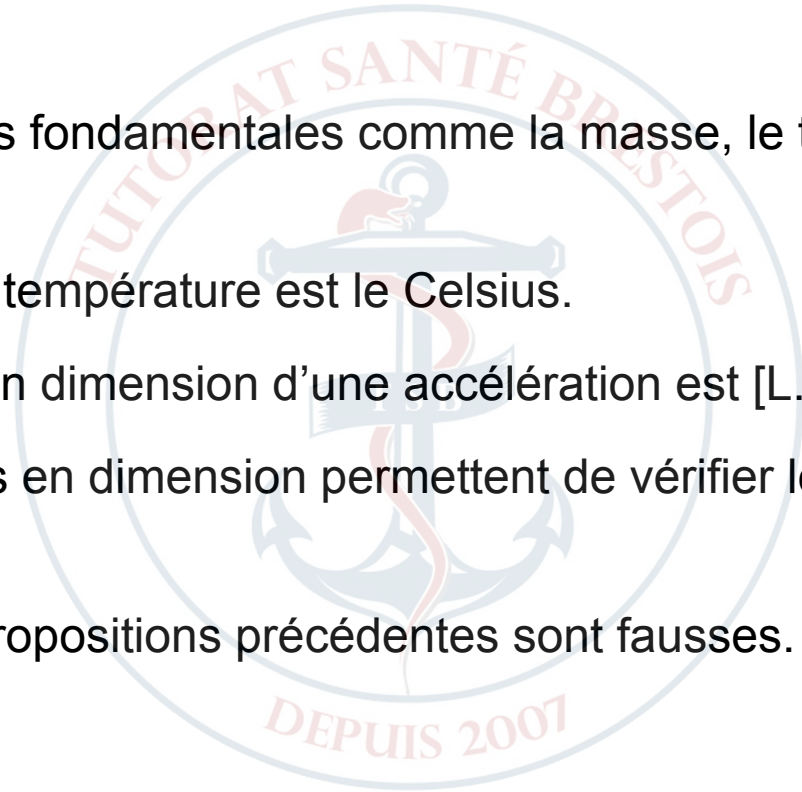 TUTORAT SANTÉ BRESTOIS
s fondamentales comme la masse, le t
température est le Celsius.
n dimension d'une accélération est [L.
TSB
s en dimension permettent de vérifier l
ropositions précédentes sont fausses.
DEPUIS 2007